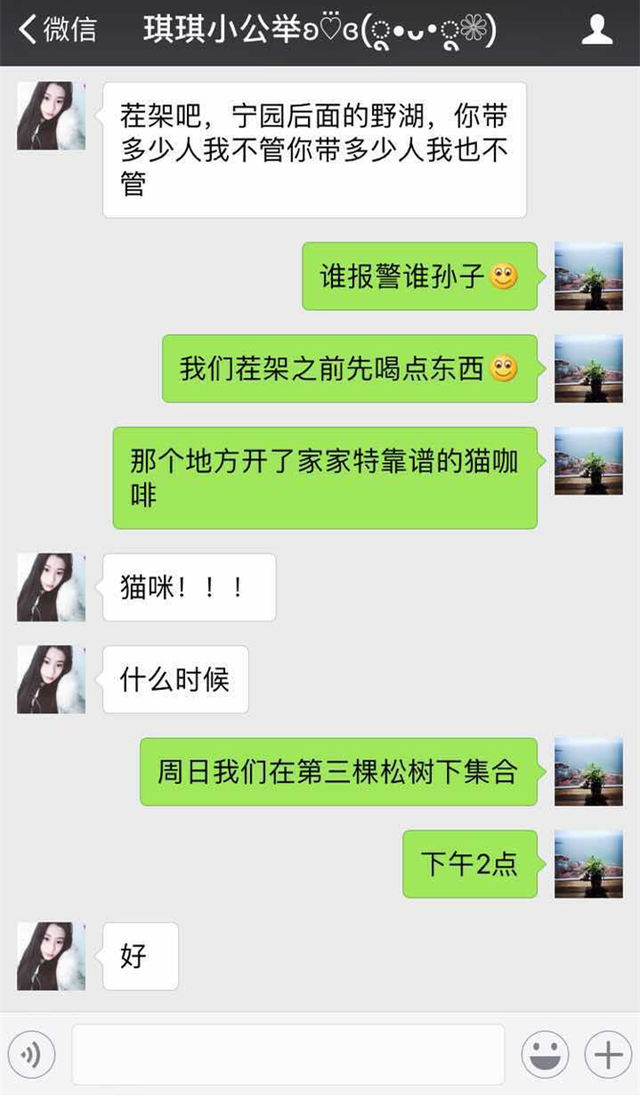 微信 琪琪小公举ʚ♡̈ɞ(ृ•ᴗ•ृ❁)
茬架吧，宁园后面的野湖，你带
多少人我不管你带多少人我也不
管
谁报警谁孙子
我们茬架之前先喝点东西
那个地方开了家家特靠谱的猫咖
啡
猫咪！！！
什么时候
周日我们在第三棵松树下集合
下午2点
好